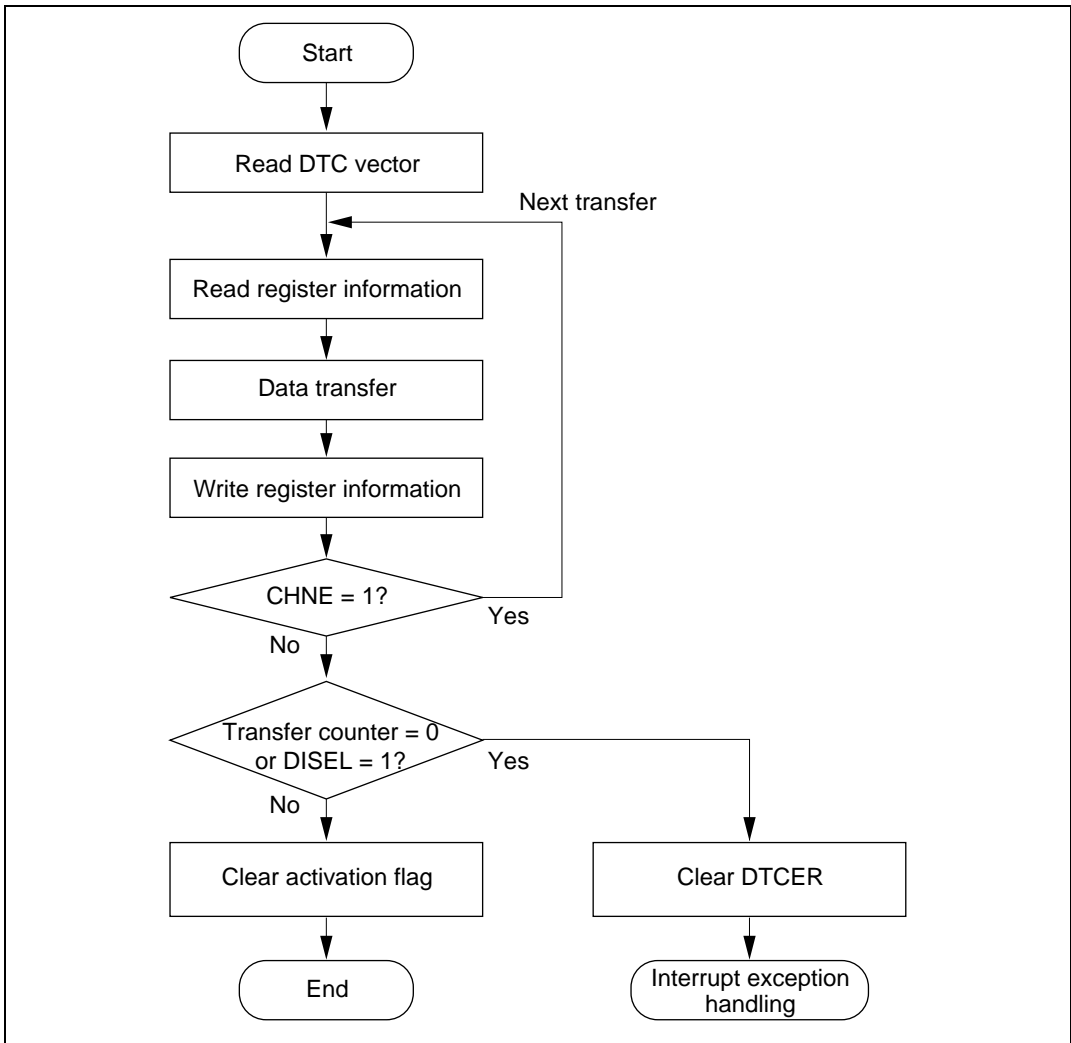 Start
Read DTC vector
Next transfer
Read register information
Data transfer
Write register information
CHNE = 1?
Yes
No
Transfer counter = 0
or DISEL = 1?
Yes
No
Clear activation flag
Clear DTCER
End
Interrupt exception
handling